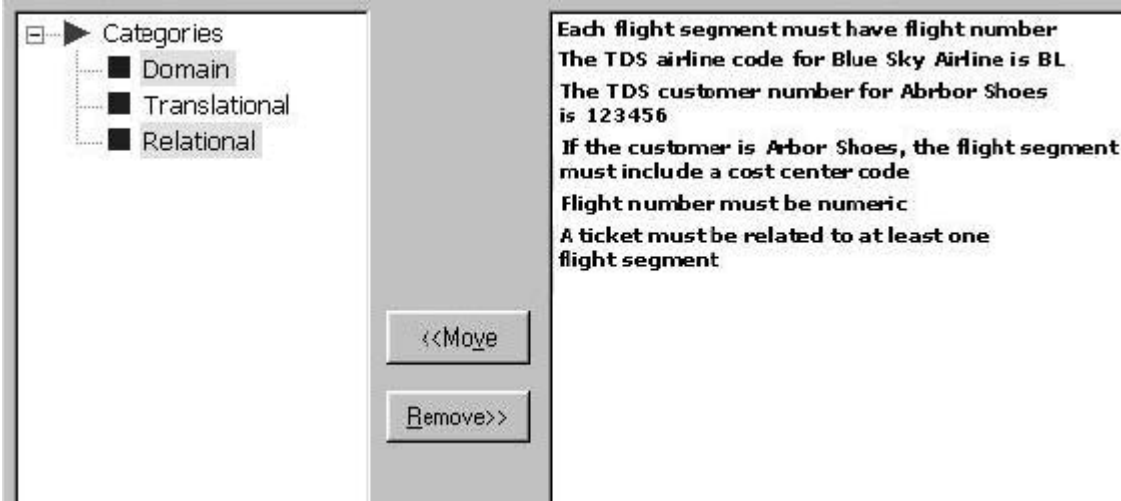 Categories
Domain
Translational
Relational
<<Move
Remove>>
Each flight segment must have flight number
The TDS airline code for Blue Sky Airline is BL
The TDS customer number for Abrbor Shoes
is 123456
If the customer is Arbor Shoes, the flight segment
must include a cost center code
Flight number must be numeric
A ticket must be related to at least one
flight segment